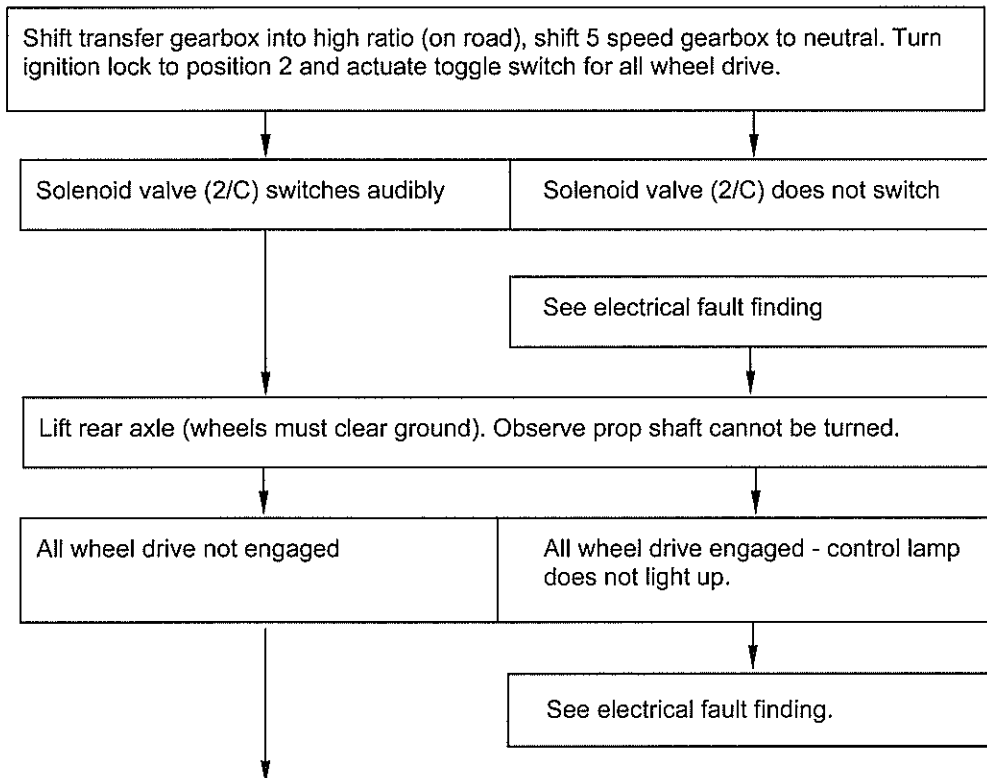 Shift transfer gearbox into high ratio (on road), shift 5 speed gearbox to neutral. Turn
ignition lock to position 2 and actuate toggle switch for all wheel drive.
Solenoid valve (2/C) switches audibly
Solenoid valve (2/C) does not switch
See electrical fault finding
Lift rear axle (wheels must clear ground). Observe prop shaft cannot be turned.
All wheel drive not engaged
All wheel drive engaged - control lamp
does not light up.
See electrical fault finding.